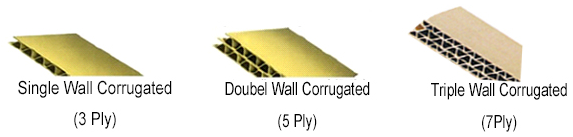 Single Wall Corrugated
(3 Ply)
Doubel Wall Corrugated
(5 Ply)
Triple Wall Corrugated
(7Ply)